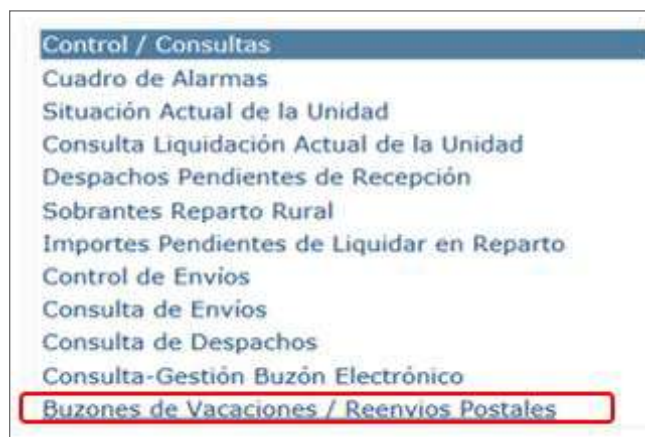 Control / Consultas
Cuadro de Alarmas
Situación Actual de la Unidad
Consulta Liquidación Actual de la Unidad
Despachos Pendientes de Recepción
Sobrantes Reparto Rural
Importes Pendientes de Liquidar en Reparto
Control de Envíos
Consulta de Envíos
Consulta de Despachos
Consulta-Gestión Buzón Electrónico
Buzones de Vacaciones / Reenvios Postales